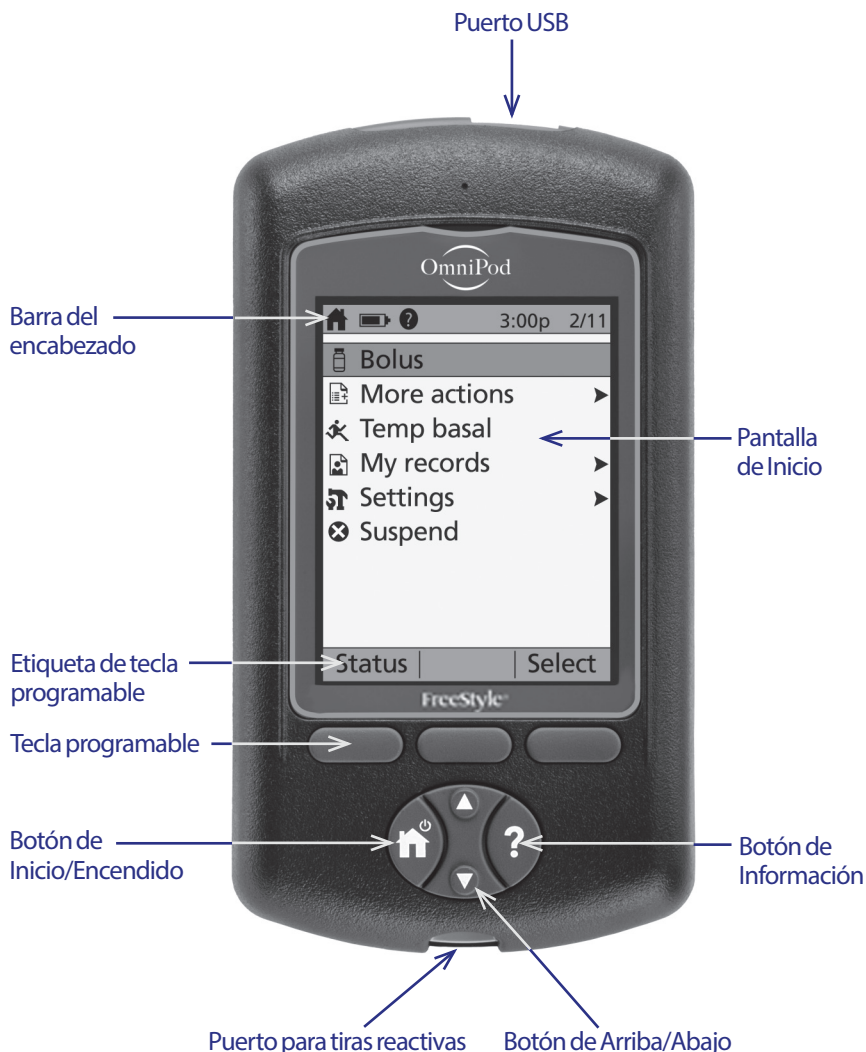 Puerto USB
OmniPod
Barra del
encabezado
3:00p 2/11
Bolus
More actions
Temp basal
Pantalla
de Inicio
My records
Settings
Suspend
Etiqueta de tecla
programable
Status Select
FreeStyle
Tecla programable
Botón de
Inicio/Encendido
?
Botón de
Información
Puerto para tiras reactivas
Botón de Arriba/Abajo